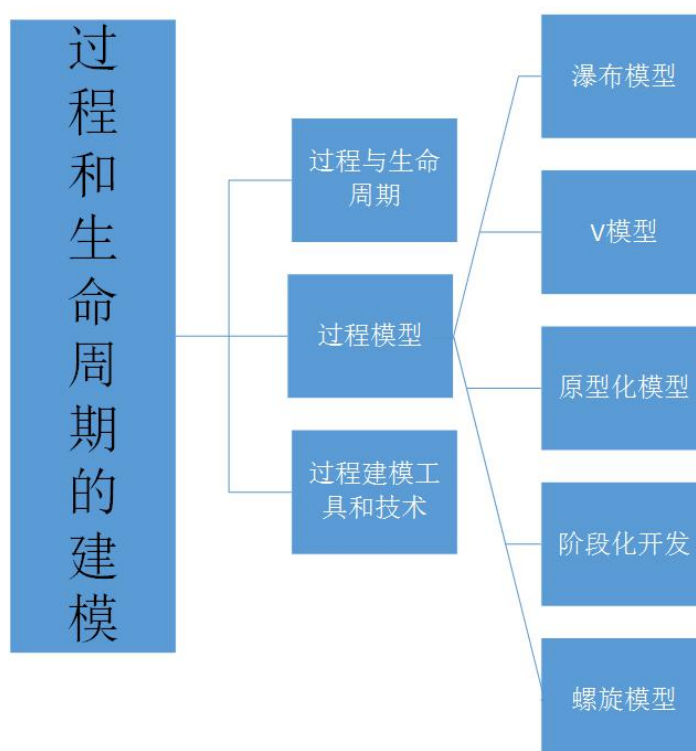 过程和生命周期的建模
过程与生命
周期
过程模型
过程建模工
具和技术
瀑布模型
V模型
原型化模型
阶段化开发
螺旋模型